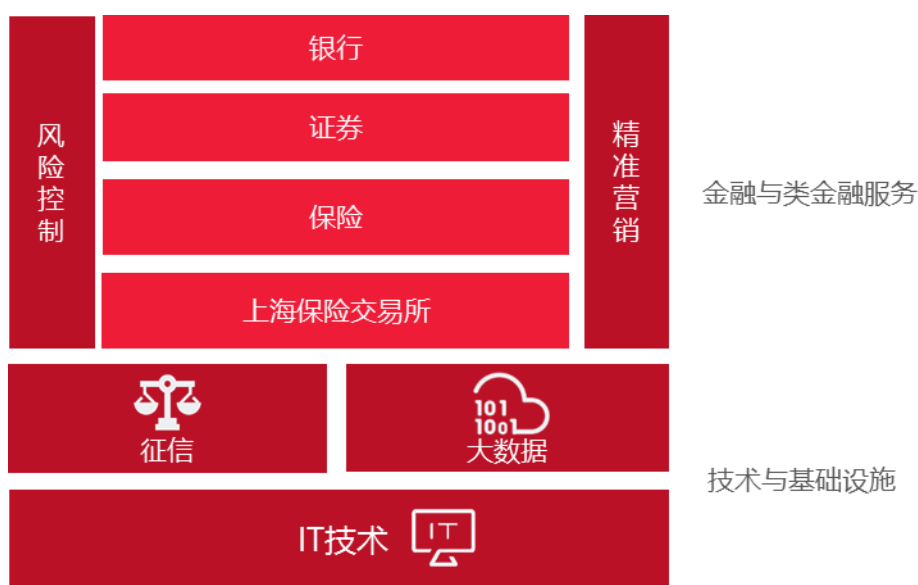 银行
证券
保险
上海保险交易所
风险控制
精准营销
金融与类金融服务
征信
101
1001
大数据
技术与基础设施
IT技术
IT